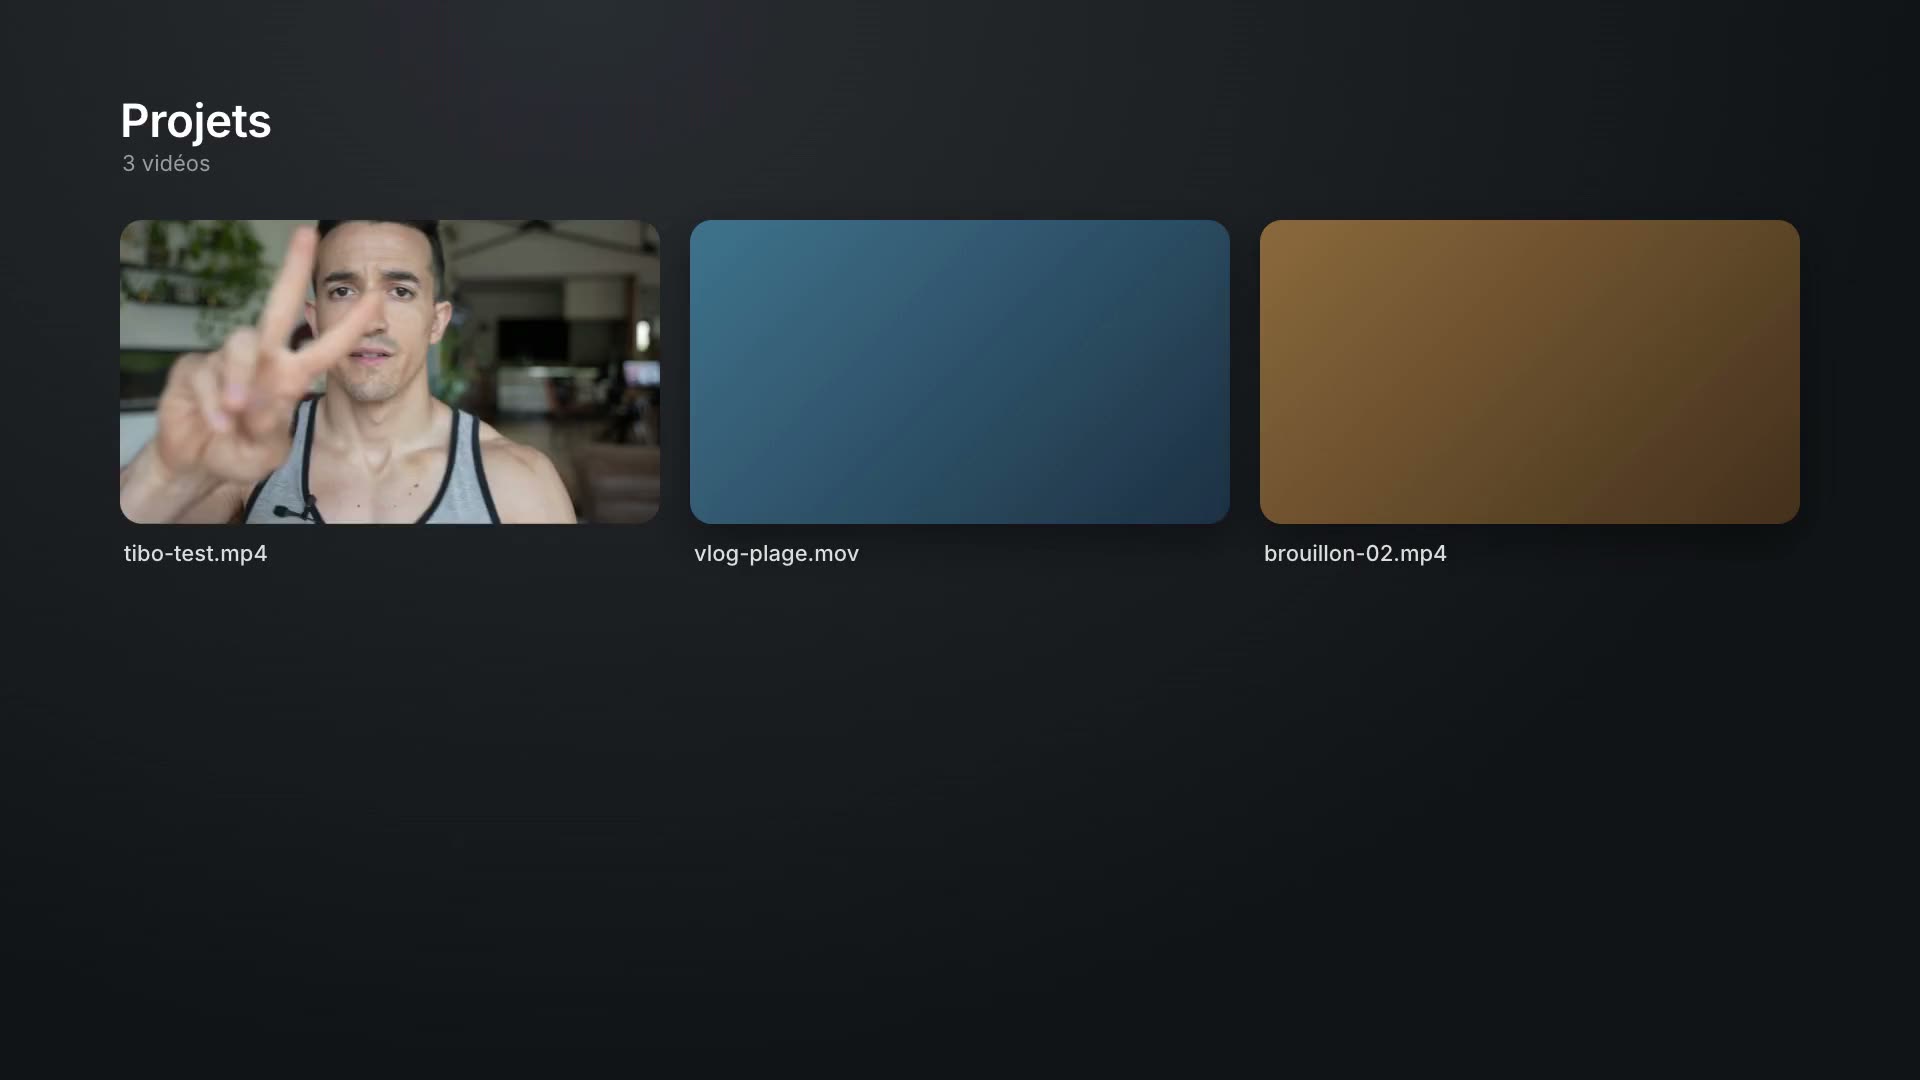 Projets
3 vidéos
tibo-test.mp4
vlog-plage.mov
brouillon-02.mp4